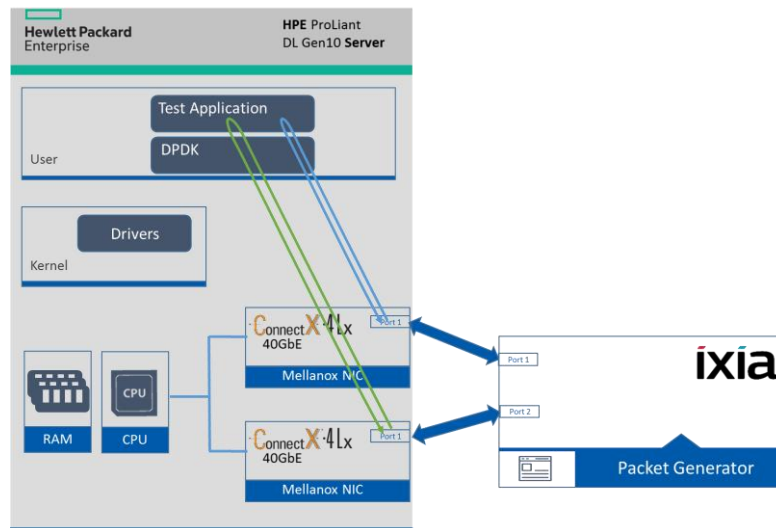 Hewlett Packard
Enterprise
HPE ProLiant
DL Gen10 Server
Test Application
DPDK
User
Drivers
Kernel
ConnectX·4Lx
40GbE
Port 1
Mellanox NIC
RAM
CPU
CPU
ConnectX·4Lx
40GbE
Port 1
Mellanox NIC
Port 1
ixia
Port 2
Packet Generator